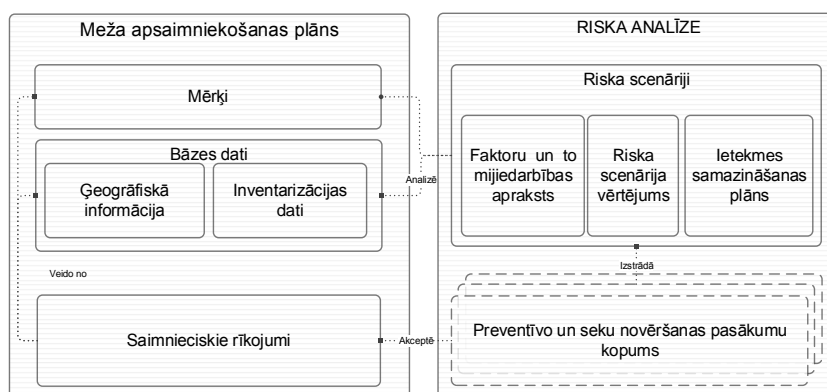 Meža apsaimniekošanas plāns
Mērķi
Bāzes dati
Ģeogrāfiskā
informācija
Inventarizācijas
dati
Veido no
Saimnieciskie rīkojumi
Analizē
Akceptē
RISKA ANALĪZE
Riska scenāriji
Faktoru un to
mijiedarbības
apraksts
Riska
scenārija
vērtējums
Ietekmes
samazināšanas
plāns
Izstrādā
Preventīvo un seku novēršanas pasākumu
kopums